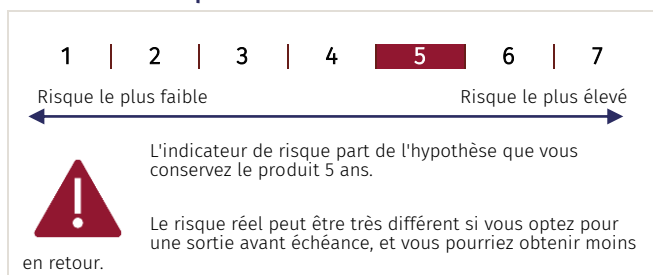 1 | 2 | 3 | 4 | 5 | 6 | 7
Risque le plus faible Risque le plus élevé
L'indicateur de risque part de l'hypothèse que vous
conservez le produit 5 ans.
Le risque réel peut être très différent si vous optez pour
une sortie avant échéance, et vous pourriez obtenir moins
en retour.